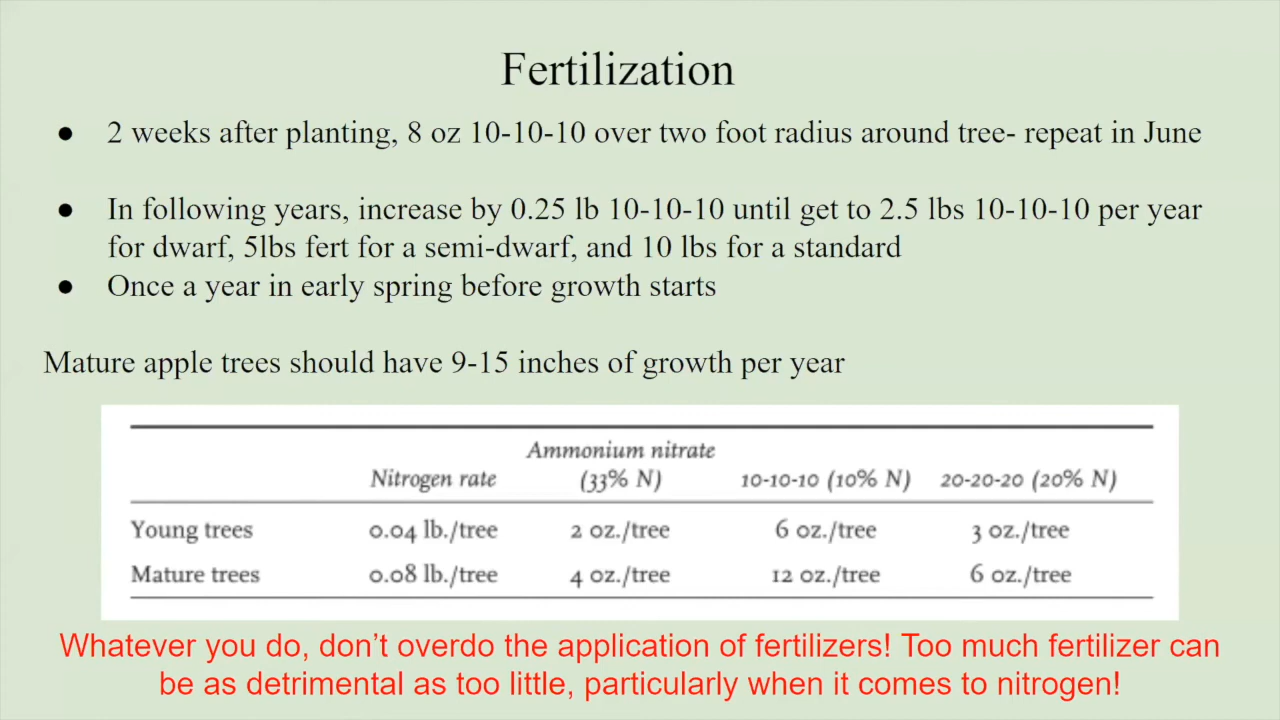 Fertilization
● 2 weeks after planting, 8 oz 10-10-10 over two foot radius around tree- repeat in June
● In following years, increase by 0.25 lb 10-10-10 until get to 2.5 lbs 10-10-10 per year
for dwarf, 5lbs fert for a semi-dwarf, and 10 lbs for a standard
● Once a year in early spring before growth starts
Mature apple trees should have 9-15 inches of growth per year
Ammonium nitrate
Nitrogen rate (33% N) 10-10-10 (10% N) 20-20-20 (20% N)
Young trees 0.04 lb./tree 2 oz./tree 6 oz./tree 3 oz./tree
Mature trees 0.08 lb./tree 4 oz./tree 12 oz./tree 6 oz./tree
Whatever you do, don’t overdo the application of fertilizers! Too much fertilizer can
be as detrimental as too little, particularly when it comes to nitrogen!